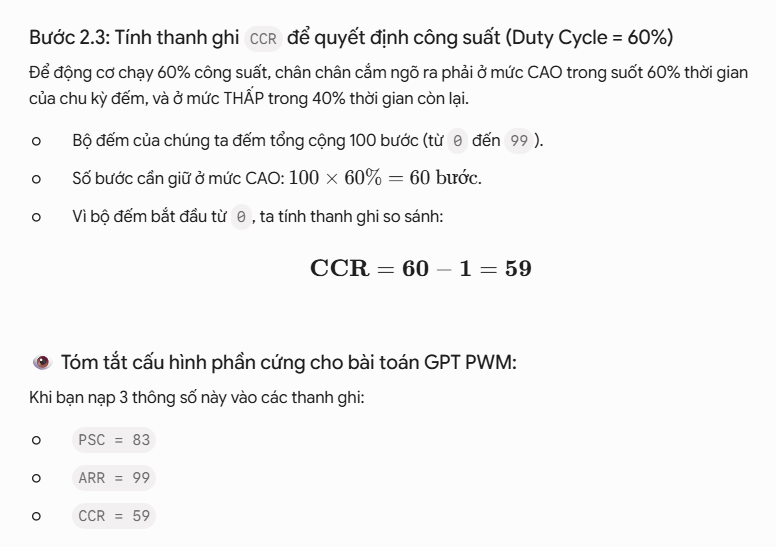 Bước 2.3: Tính thanh ghi CCR để quyết định công suất (Duty Cycle = 60%)
Để động cơ chạy 60% công suất, chân chân cắm ngõ ra phải ở mức CAO trong suốt 60% thời gian
của chu kỳ đếm, và ở mức THẤP trong 40% thời gian còn lại.
Bộ đếm của chúng ta đếm tổng cộng 100 bước (từ 0 đến 99 ).
Số bước cần giữ ở mức CAO: 100 × 60% = 60 bước.
Vì bộ đếm bắt đầu từ 0 , ta tính thanh ghi so sánh:
CCR = 60 − 1 = 59
Tóm tắt cấu hình phần cứng cho bài toán GPT PWM:
Khi bạn nạp 3 thông số này vào các thanh ghi:
PSC = 83
ARR = 99
CCR = 59